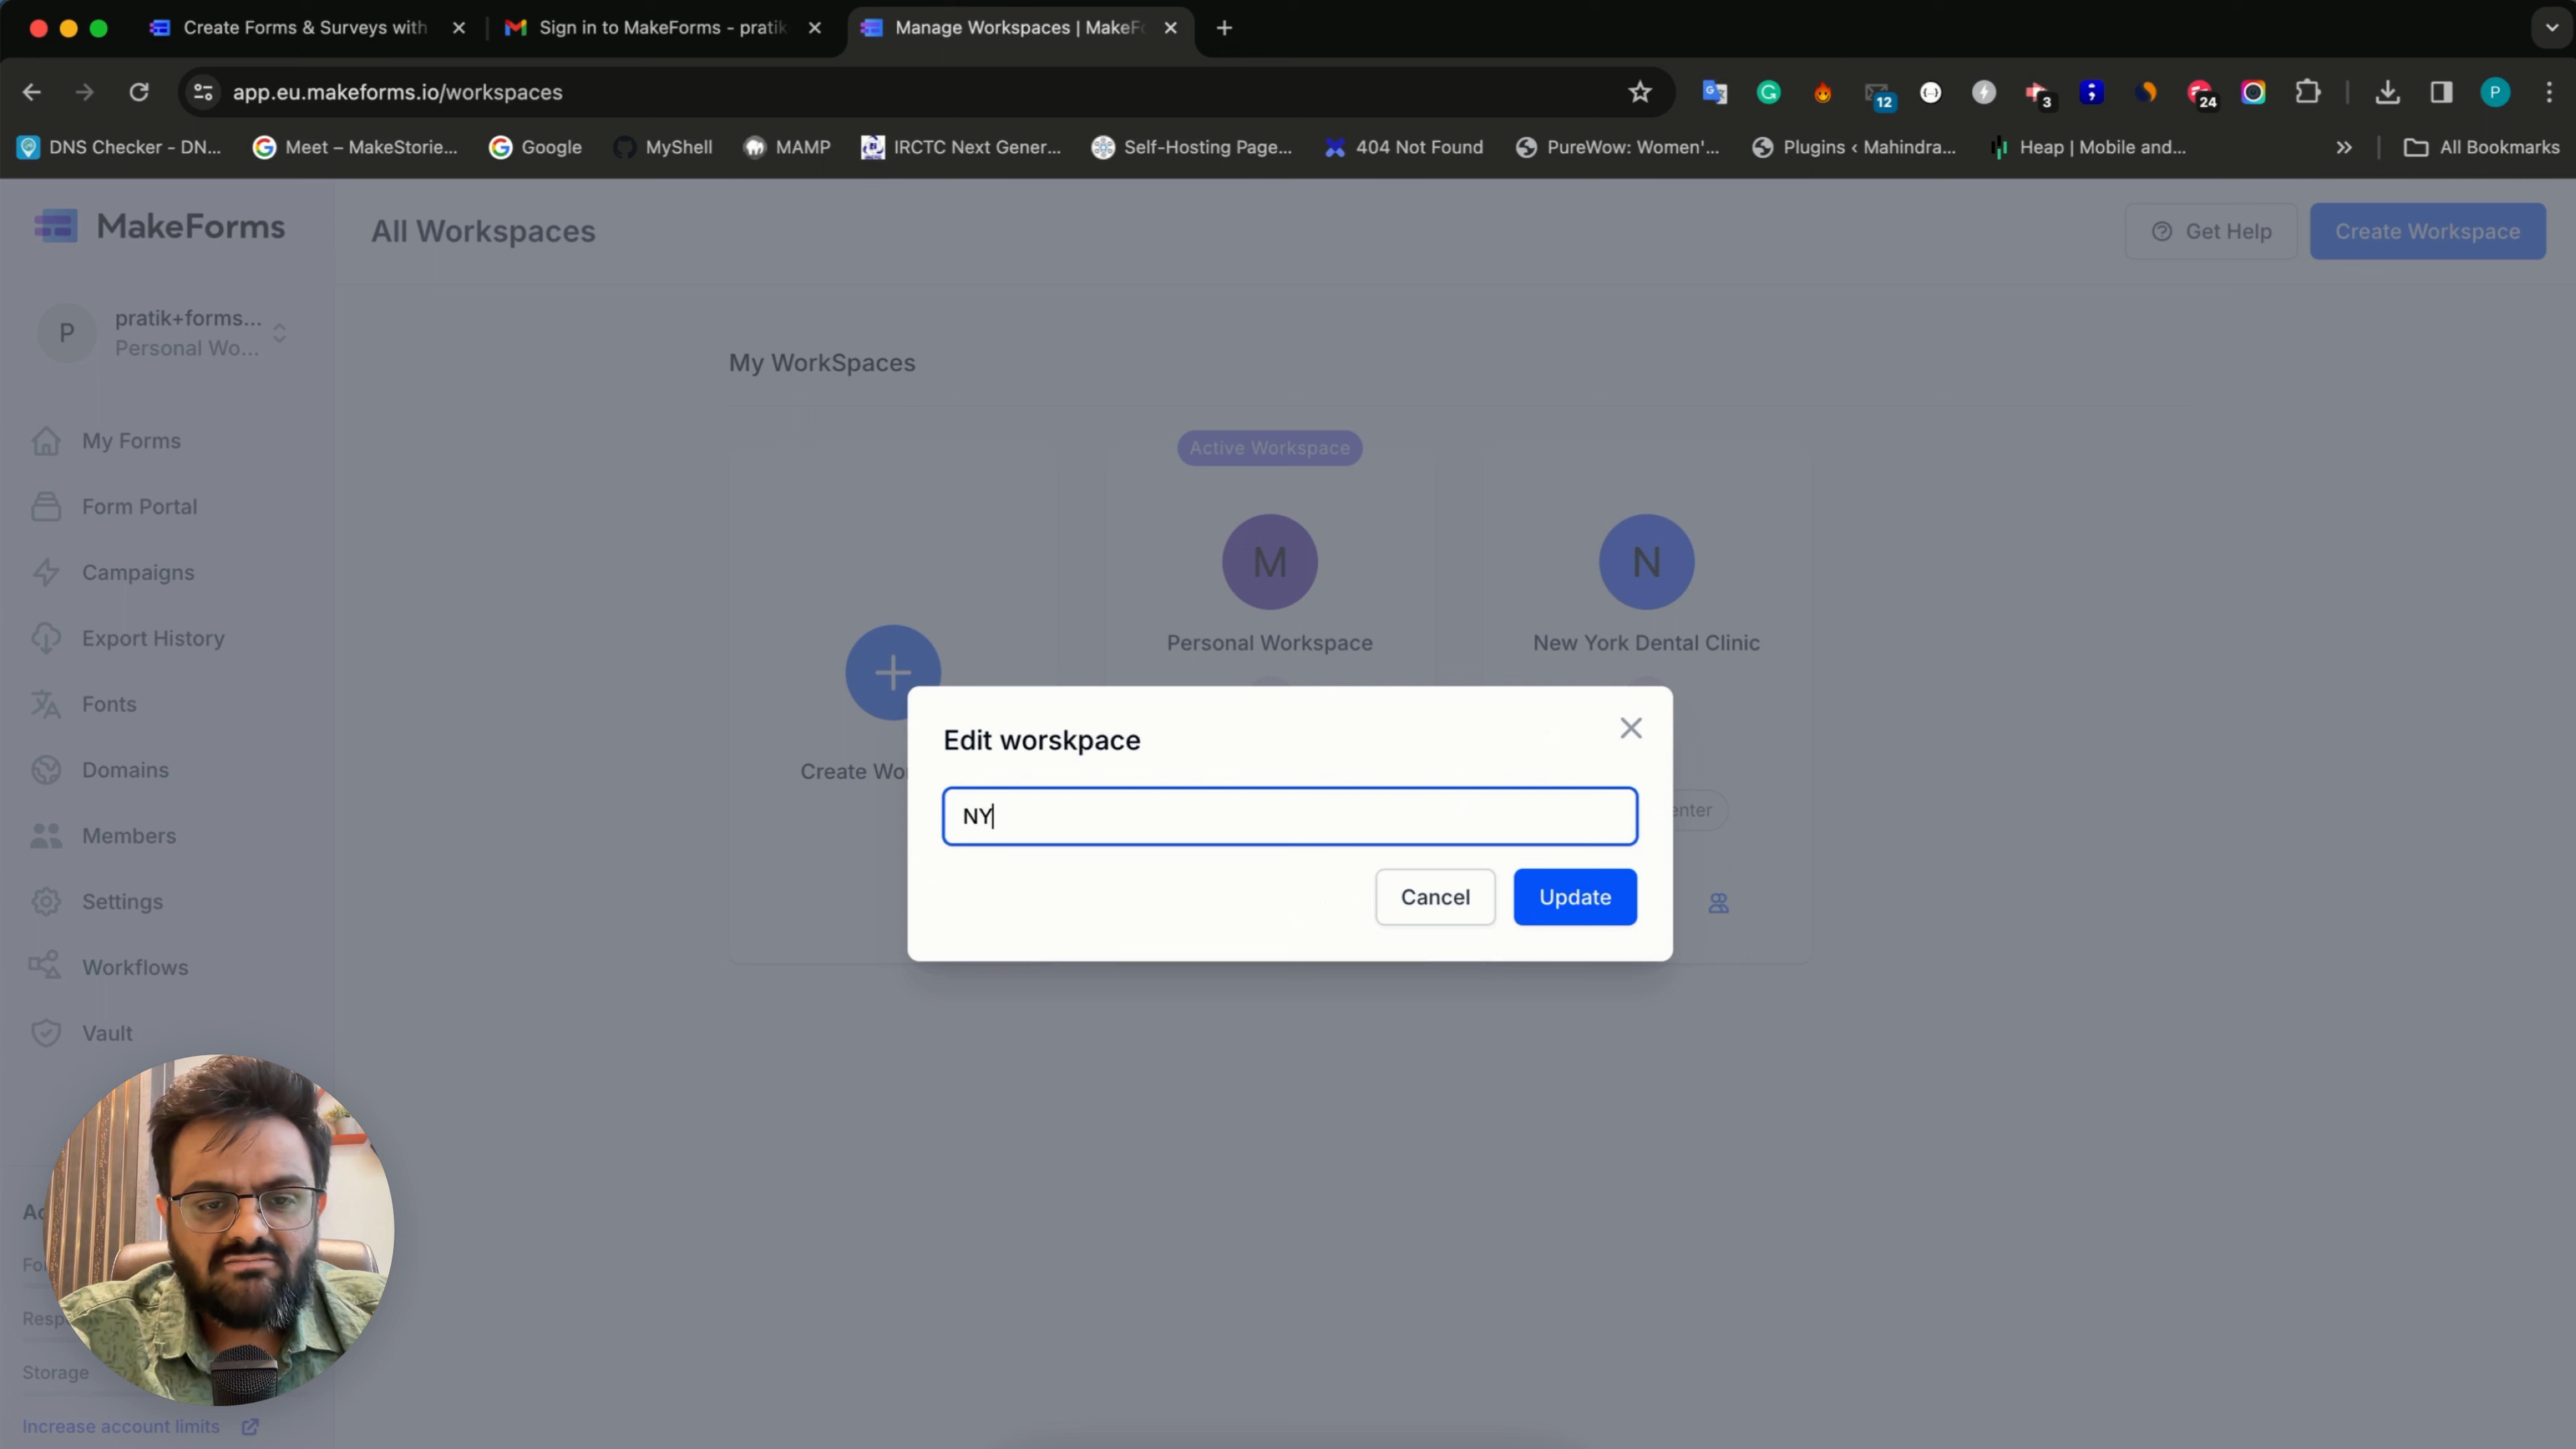 Create Forms & Surveys with
Sign in to MakeForms - pratik
Manage Workspaces | MakeFo
app.eu.makeforms.io/workspaces
12
3
24
P
DNS Checker - DN...
Meet – MakeStorie...
Google
MyShell
MAMP
IRCTC Next Gener...
Self-Hosting Page...
404 Not Found
PureWow: Women'...
Plugins ‹ Mahindra...
Heap | Mobile and...
All Bookmarks
MakeForms
All Workspaces
Get Help
Create Workspace
P
pratik+forms...
Personal Wo...
My WorkSpaces
My Forms
Form Portal
Campaigns
Export History
Fonts
Domains
Members
Settings
Workflows
Vault
Active Workspace
M
Personal Workspace
N
New York Dental Clinic
Create Wo
enter
Edit worskpace
NY
Cancel
Update
Storage
Increase account limits